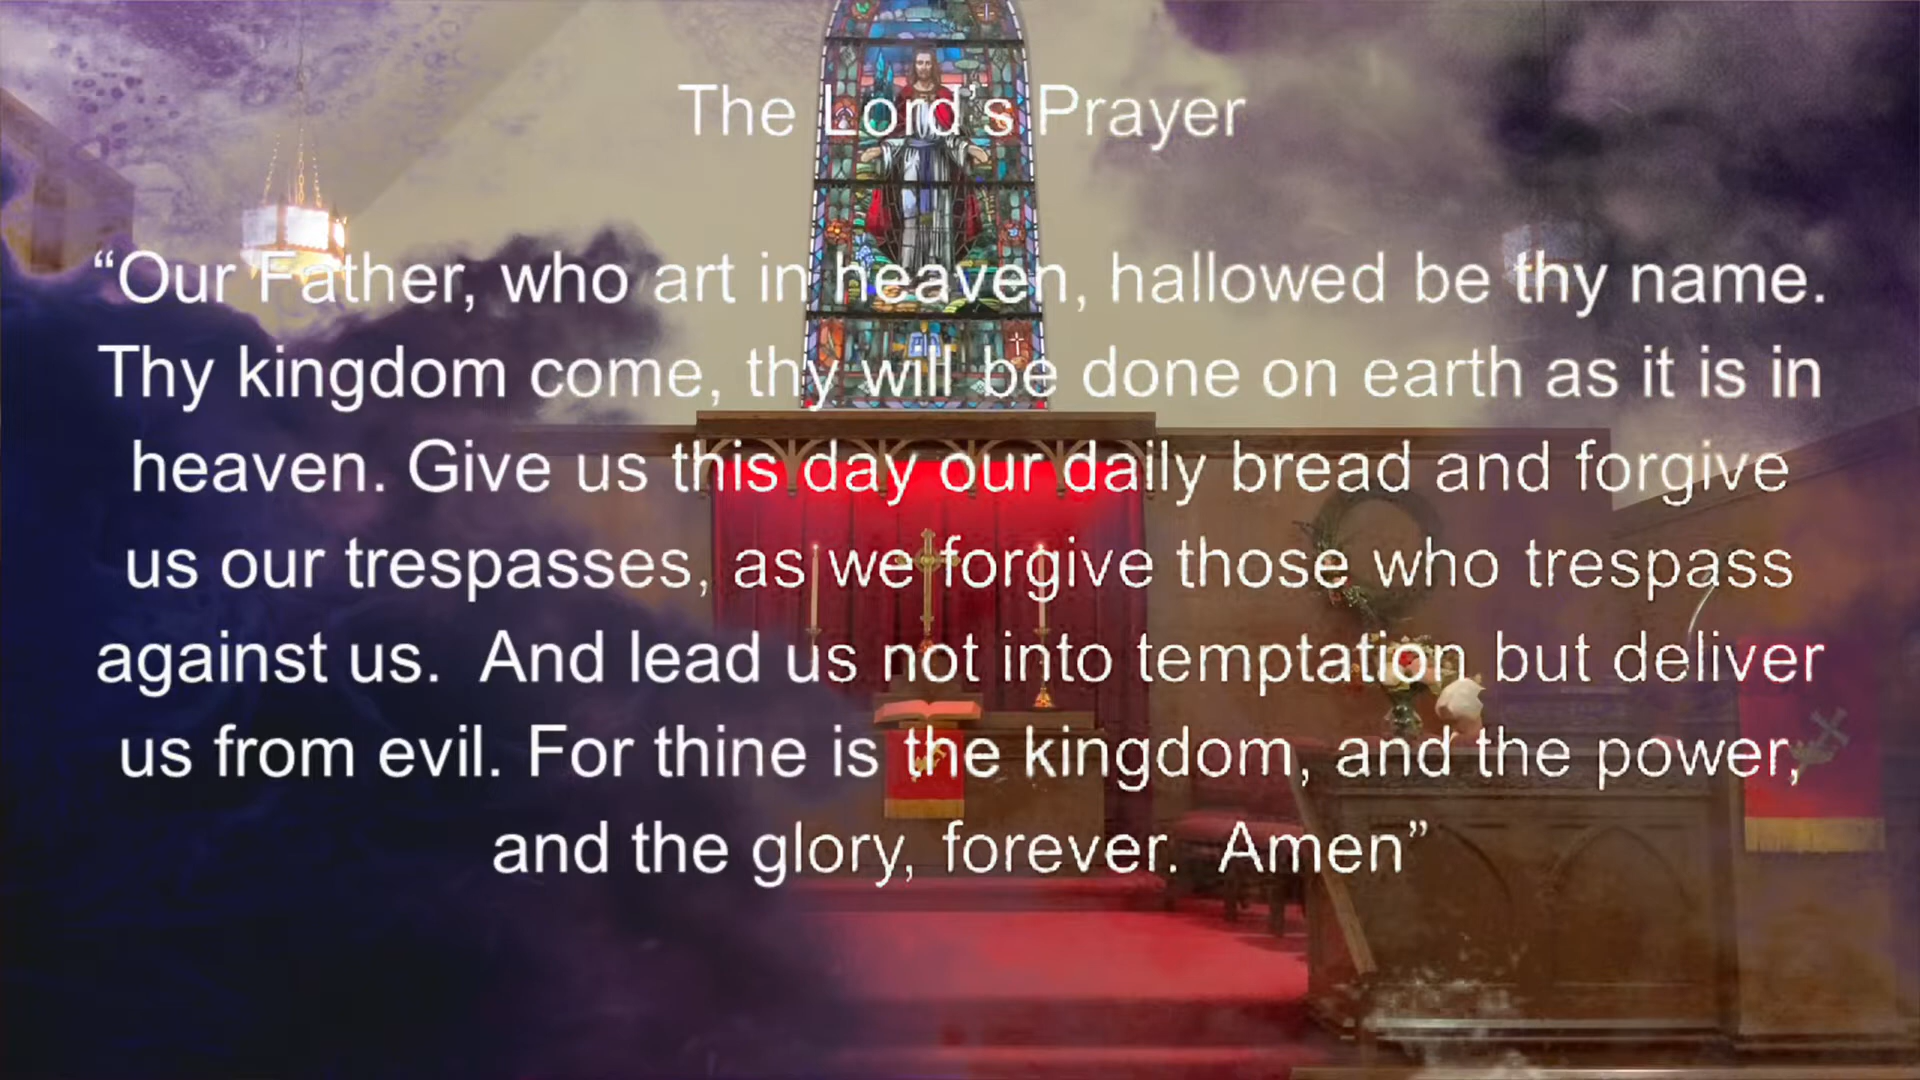 The Lord's Prayer
“Our Father, who art in heaven, hallowed be thy name.
Thy kingdom come, thy will be done on earth as it is in
heaven. Give us this day our daily bread and forgive
us our trespasses, as we forgive those who trespass
against us.  And lead us not into temptation but deliver
us from evil. For thine is the kingdom, and the power,
and the glory, forever.  Amen”